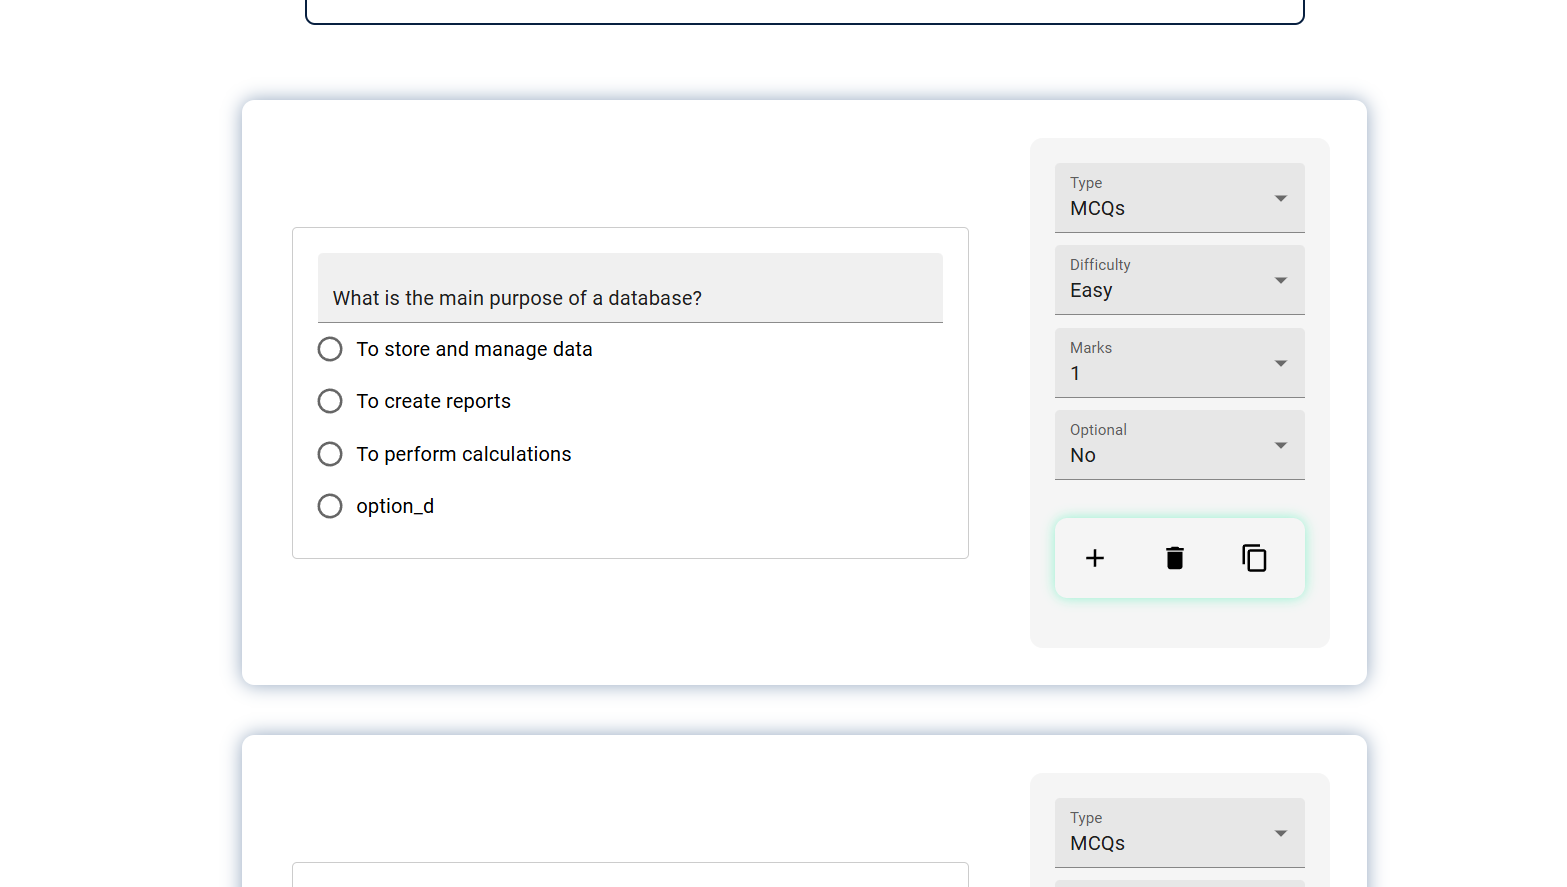 What is the main purpose of a database?
To store and manage data
To create reports
To perform calculations
option_d
Type
MCQs
Difficulty
Easy
Marks
1
Optional
No
Type
MCQs